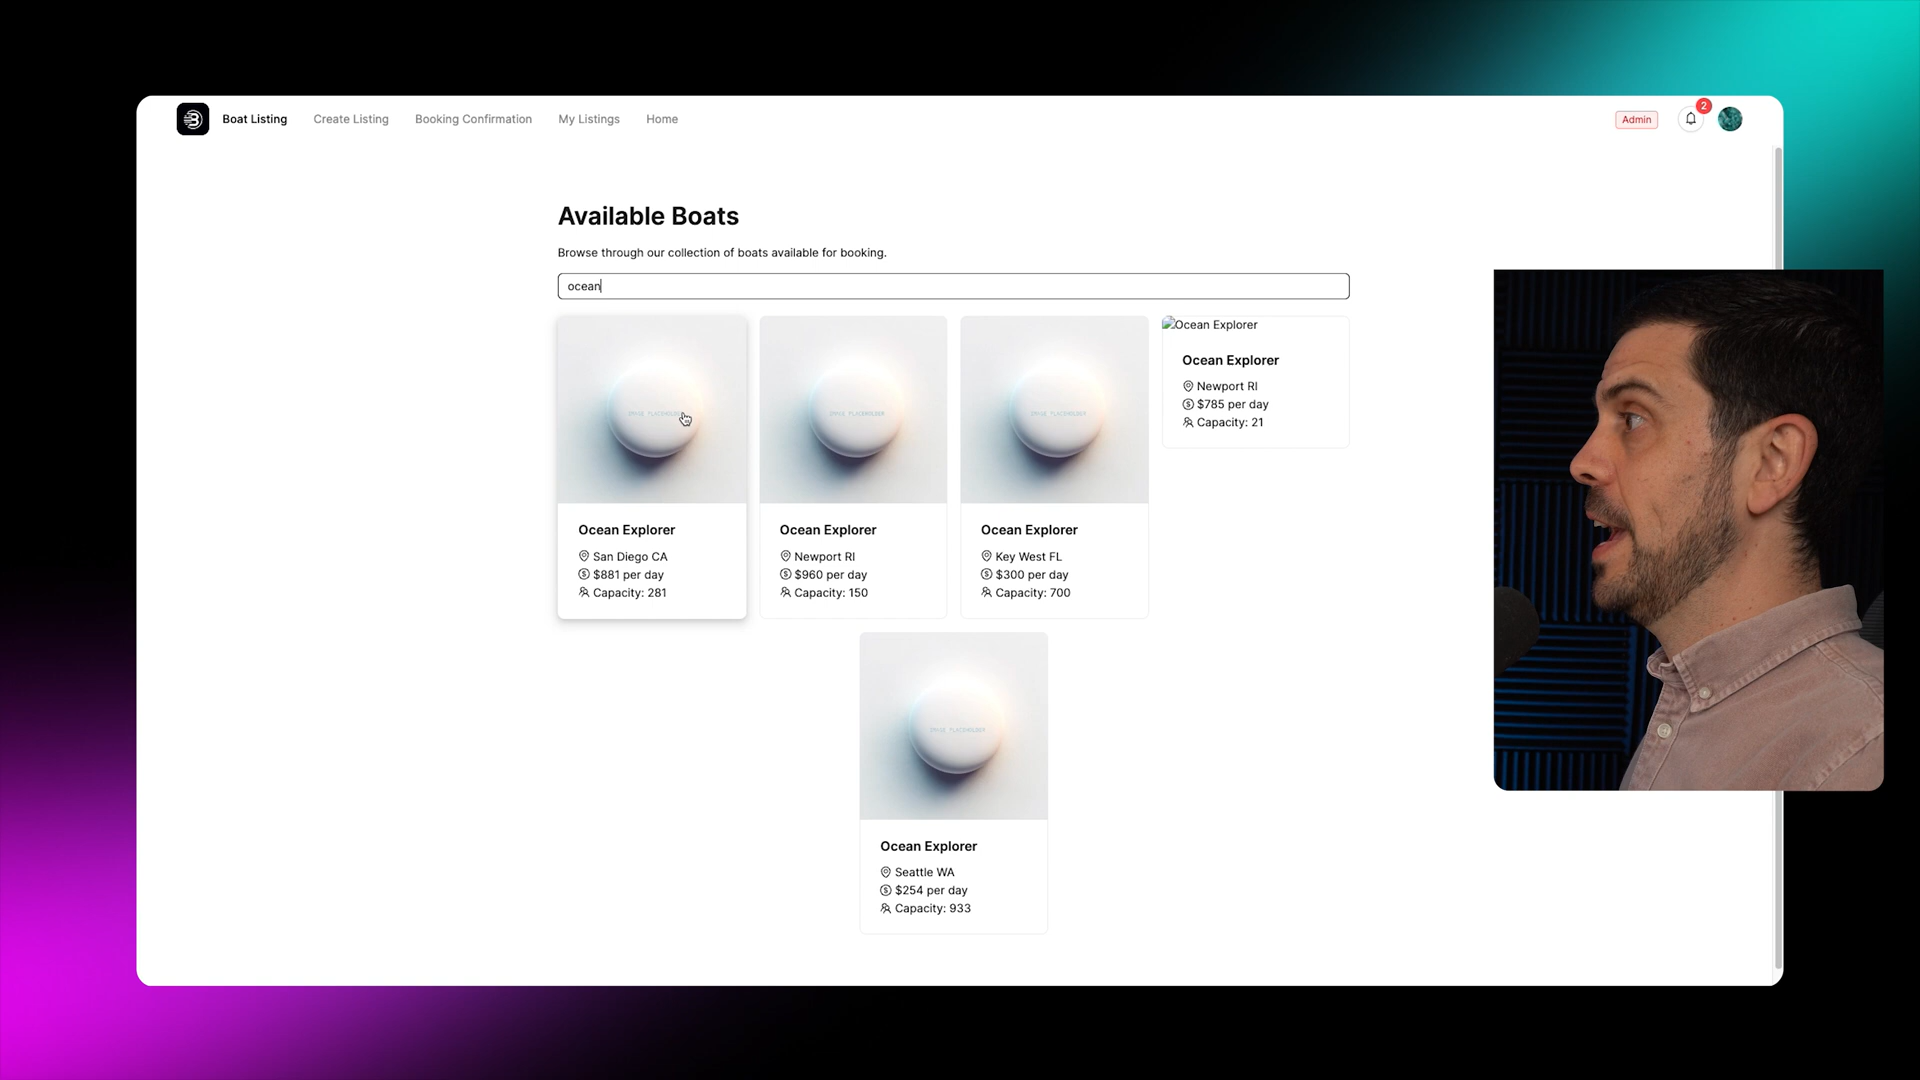 Boat Listing
Create Listing
Booking Confirmation
My Listings
Home
Admin
2
Available Boats
Browse through our collection of boats available for booking.
ocean
Ocean Explorer
San Diego CA
$881 per day
Capacity: 281
Ocean Explorer
Newport RI
$960 per day
Capacity: 150
Ocean Explorer
Key West FL
$300 per day
Capacity: 700
Ocean Explorer
Ocean Explorer
Newport RI
$785 per day
Capacity: 21
Ocean Explorer
Seattle WA
$254 per day
Capacity: 933